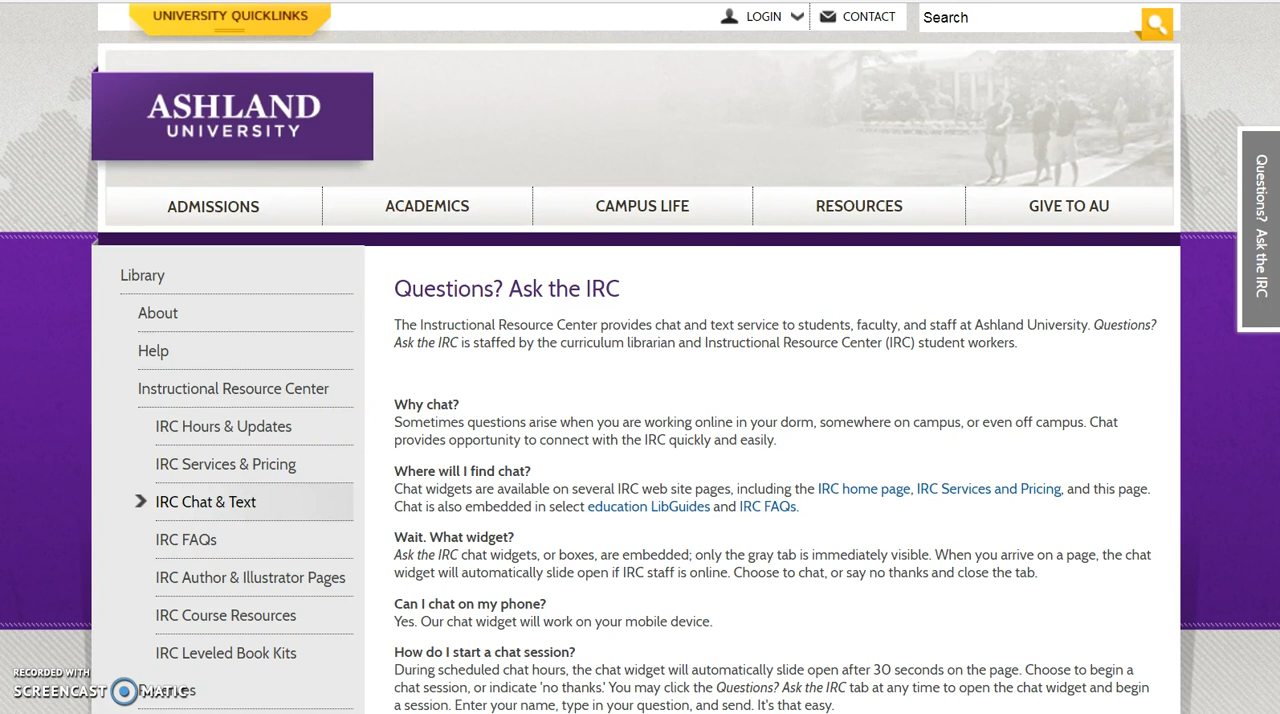 UNIVERSITY QUICKLINKS
LOGIN
CONTACT
Search
ASHLAND
UNIVERSITY
ADMISSIONS
ACADEMICS
CAMPUS LIFE
RESOURCES
GIVE TO AU
Questions? Ask the IRC
Library
About
Help
Instructional Resource Center
IRC Hours & Updates
IRC Services & Pricing
IRC Chat & Text
IRC FAQs
IRC Author & Illustrator Pages
IRC Course Resources
IRC Leveled Book Kits
Questions? Ask the IRC
The Instructional Resource Center provides chat and text service to students, faculty, and staff at Ashland University. Questions?
Ask the IRC is staffed by the curriculum librarian and Instructional Resource Center (IRC) student workers.
Why chat?
Sometimes questions arise when you are working online in your dorm, somewhere on campus, or even off campus. Chat
provides opportunity to connect with the IRC quickly and easily.
Where will I find chat?
Chat widgets are available on several IRC web site pages, including the IRC home page, IRC Services and Pricing, and this page.
Chat is also embedded in select education LibGuides and IRC FAQs.
Wait. What widget?
Ask the IRC chat widgets, or boxes, are embedded; only the gray tab is immediately visible. When you arrive on a page, the chat
widget will automatically slide open if IRC staff is online. Choose to chat, or say no thanks and close the tab.
Can I chat on my phone?
Yes. Our chat widget will work on your mobile device.
How do I start a chat session?
During scheduled chat hours, the chat widget will automatically slide open after 30 seconds on the page. Choose to begin a
chat session, or indicate 'no thanks.' You may click the Questions? Ask the IRC tab at any time to open the chat widget and begin
a session. Enter your name, type in your question, and send. It's that easy.
RECORDED WITH
SCREENCAST MATIC